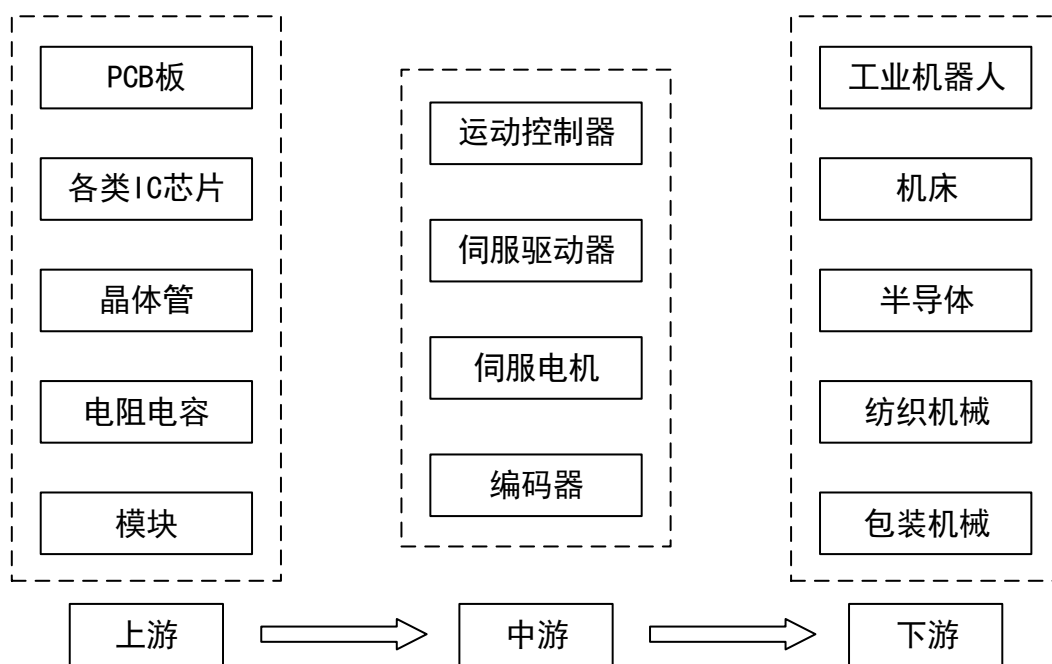 PCB板
各类IC芯片
晶体管
电阻电容
模块
上游
运动控制器
伺服驱动器
伺服电机
编码器
中游
工业机器人
机床
半导体
纺织机械
包装机械
下游